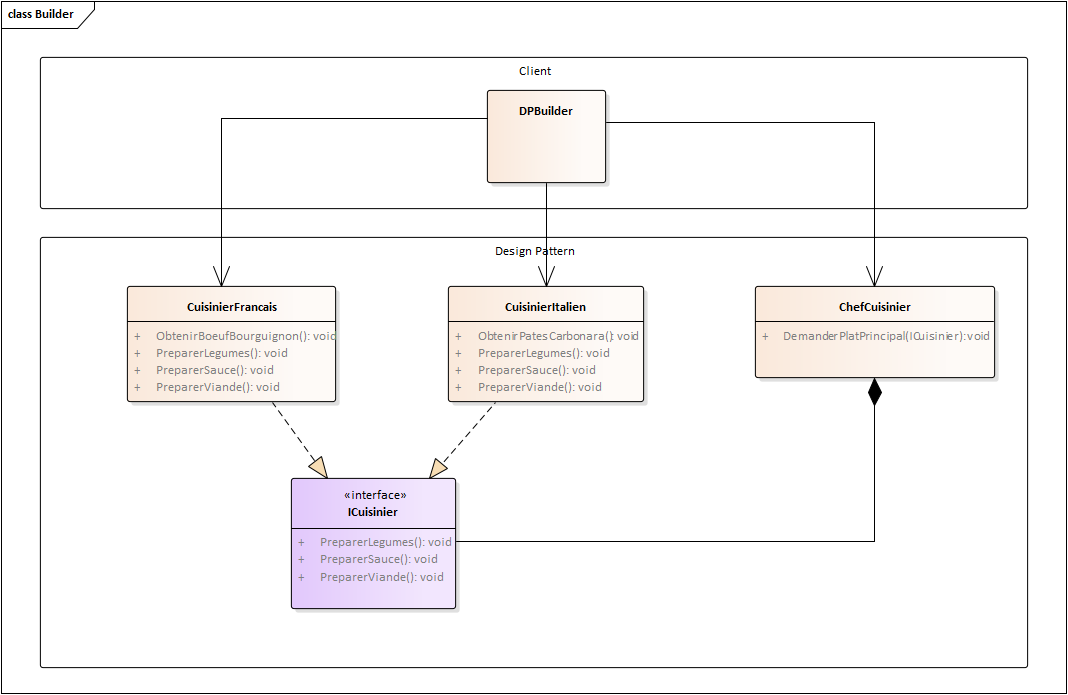 class Builder
Client
DPBuilder
Design Pattern
CuisinierFrancais
+ ObtenirBoeufBourguignon(): void
+ PreparerLegumes(): void
+ PreparerSauce(): void
+ PreparerViande(): void
CuisinierItalien
+ ObtenirPatesCarbonara(): void
+ PreparerLegumes(): void
+ PreparerSauce(): void
+ PreparerViande(): void
ChefCuisinier
+ DemanderPlatPrincipal(ICuisinier): void
«interface»
ICuisinier
+ PreparerLegumes(): void
+ PreparerSauce(): void
+ PreparerViande(): void